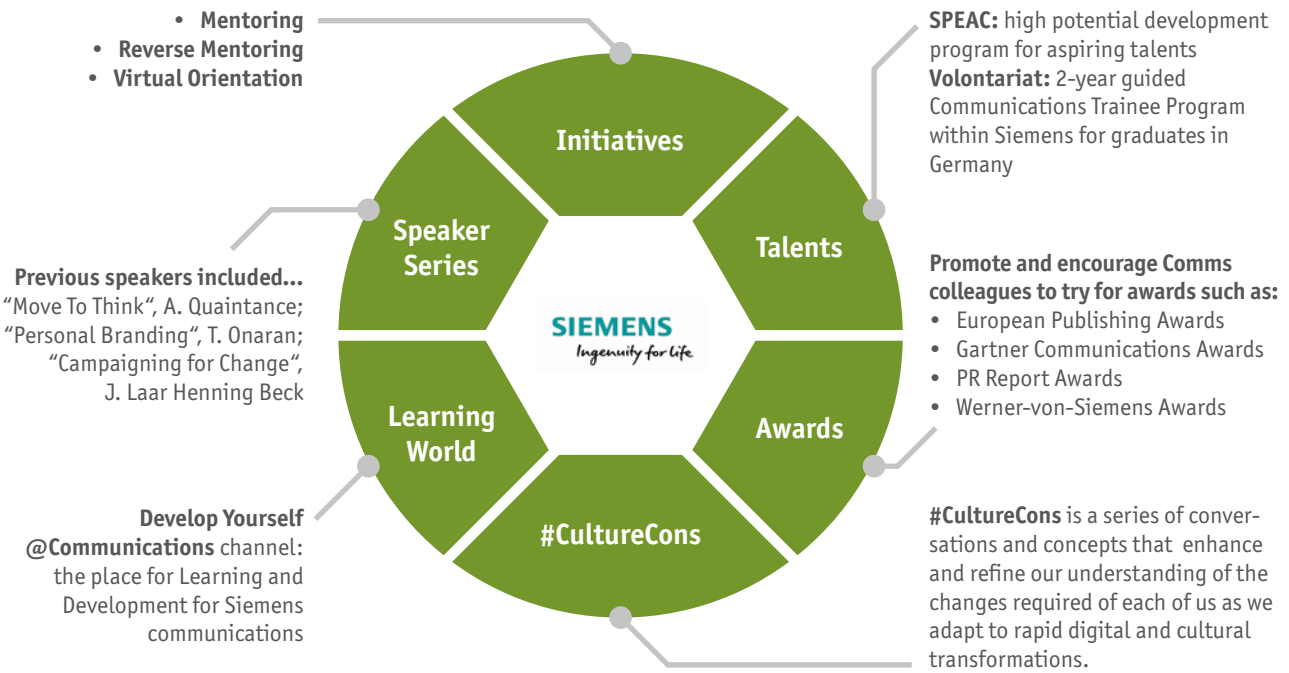 • Mentoring
• Reverse Mentoring
• Virtual Orientation
SPEAC: high potential development
program for aspiring talents
Volontariat: 2-year guided
Communications Trainee Program
within Siemens for graduates in
Germany
Initiatives
Speaker
Series
Talents
Previous speakers included...
“Move To Think“, A. Quaintance;
“Personal Branding“, T. Onaran;
“Campaigning for Change“,
J. Laar Henning Beck
SIEMENS
Ingenuity for life
Promote and encourage Comms
colleagues to try for awards such as:
• European Publishing Awards
• Gartner Communications Awards
• PR Report Awards
• Werner-von-Siemens Awards
Learning
World
Awards
#CultureCons
Develop Yourself
@Communications channel:
the place for Learning and
Development for Siemens
communications
#CultureCons is a series of conver-
sations and concepts that enhance
and refine our understanding of the
changes required of each of us as we
adapt to rapid digital and cultural
transformations.